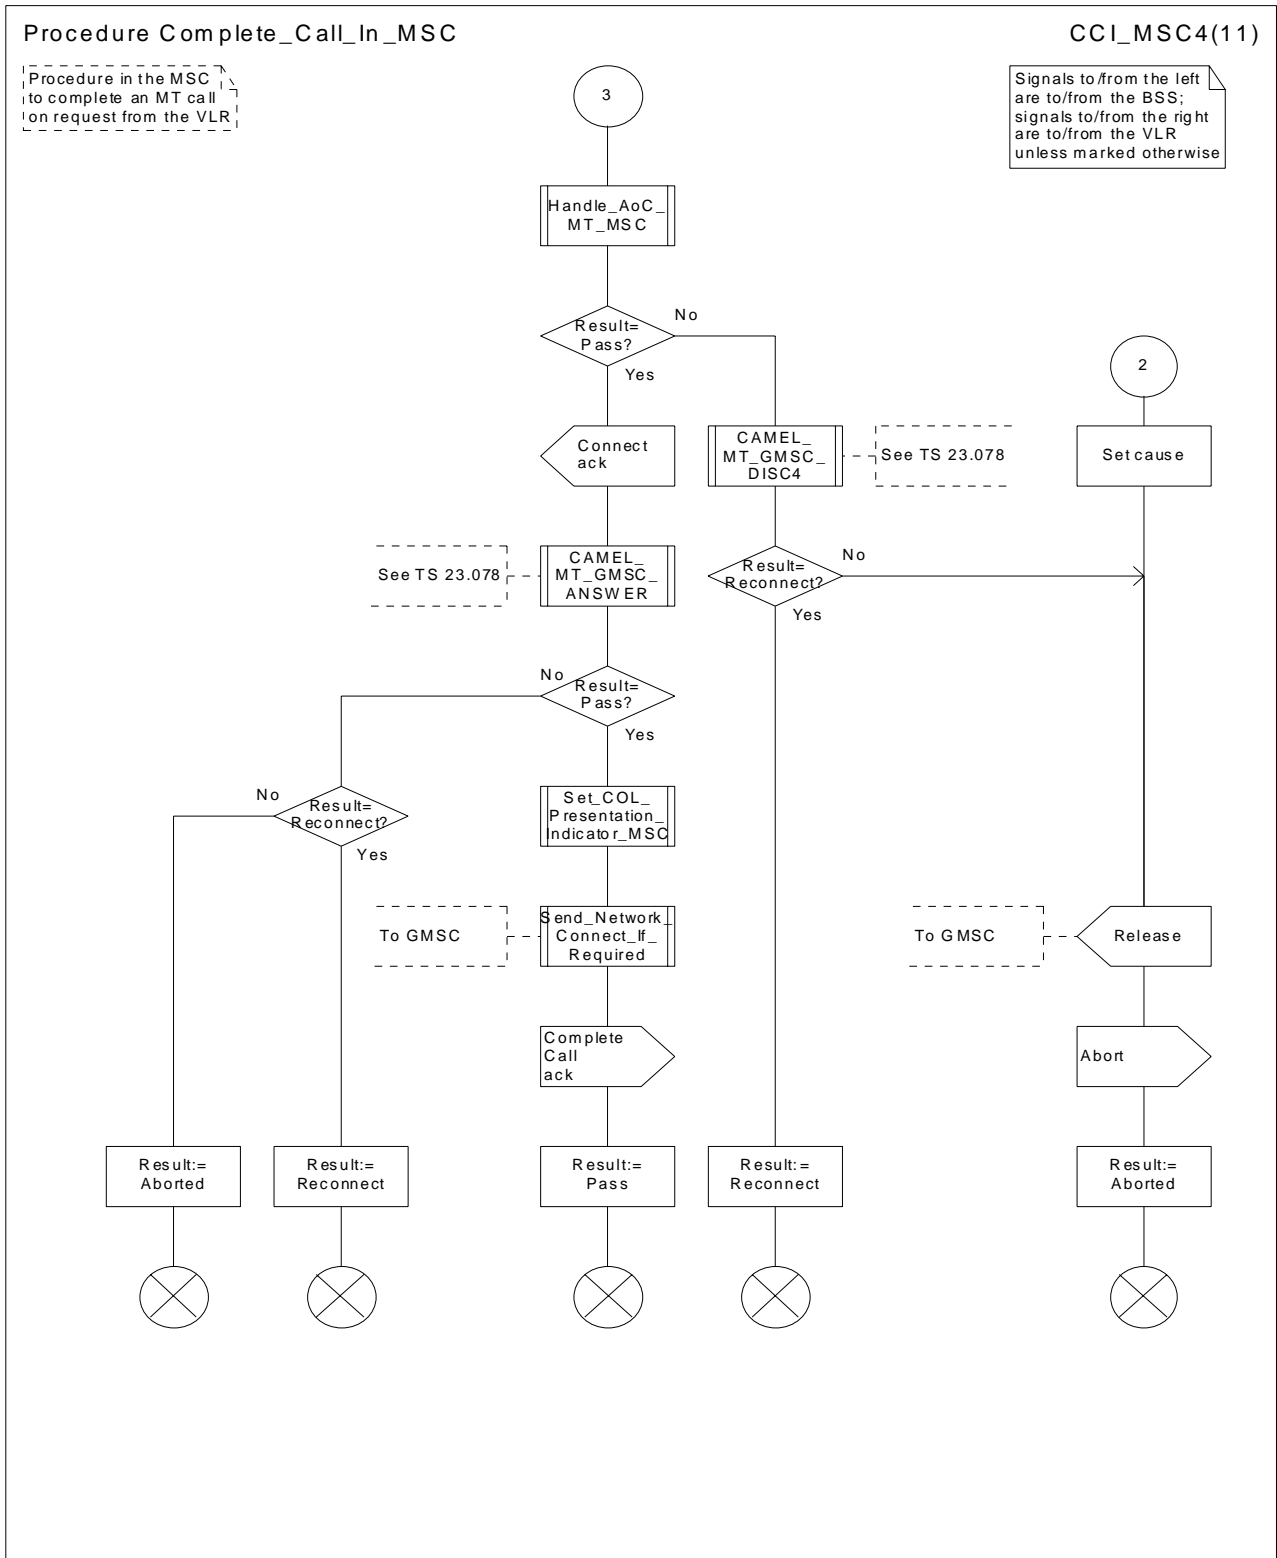 Procedure Complete_Call_In_MSC
CCI_MSC4(11)
Procedure in the MSC
to complete an MT call
on request from the VLR
Signals to/from the left
are to/from the BSS;
signals to/from the right
are to/from the VLR
unless marked otherwise
3
Handle_AoC_
MT_MSC
Result=
Pass?
No
Yes
2
Connect
ack
CAMEL_
MT_GMSC_
DISC4
See TS 23.078
Set cause
See TS 23.078
CAMEL_
MT_GMSC_
ANSWER
Result=
Reconnect?
No
Yes
No
Result=
Pass?
Yes
No
Result=
Reconnect?
Yes
Set_COL_
Presentation_
Indicator_MSC
To GMSC
Send_Network_
Connect_If_
Required
To GMSC
Release
Complete
Call
ack
Abort
Result:=
Aborted
Result:=
Reconnect
Result:=
Pass
Result:=
Reconnect
Result:=
Aborted